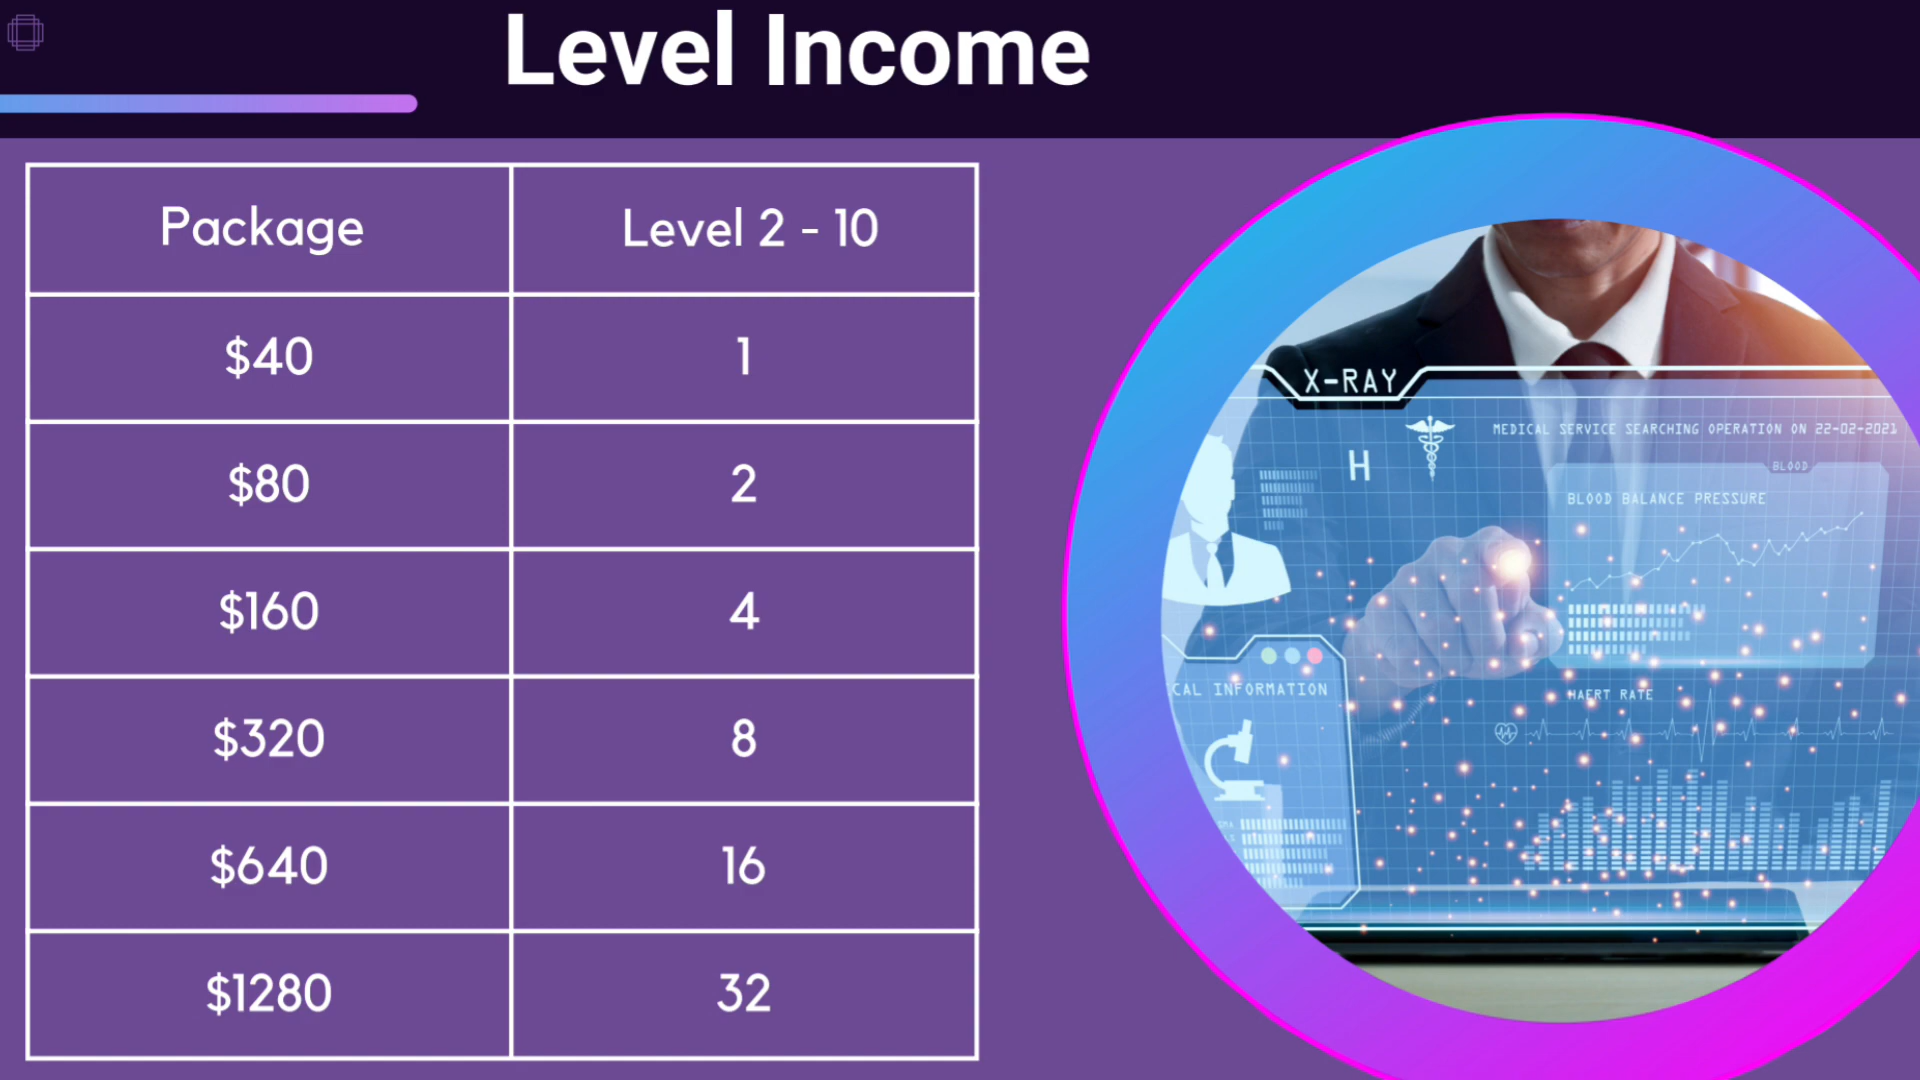 Level Income
Package
Level 2 - 10
$40
1
$80
2
$160
4
$320
8
$640
16
$1280
32
X-RAY
MEDICAL SERVICE SEARCHING OPERATION ON 22-02-2021
H
BLOOD
BLOOD BALANCE PRESSURE
CAL INFORMATION
HAERT RATE